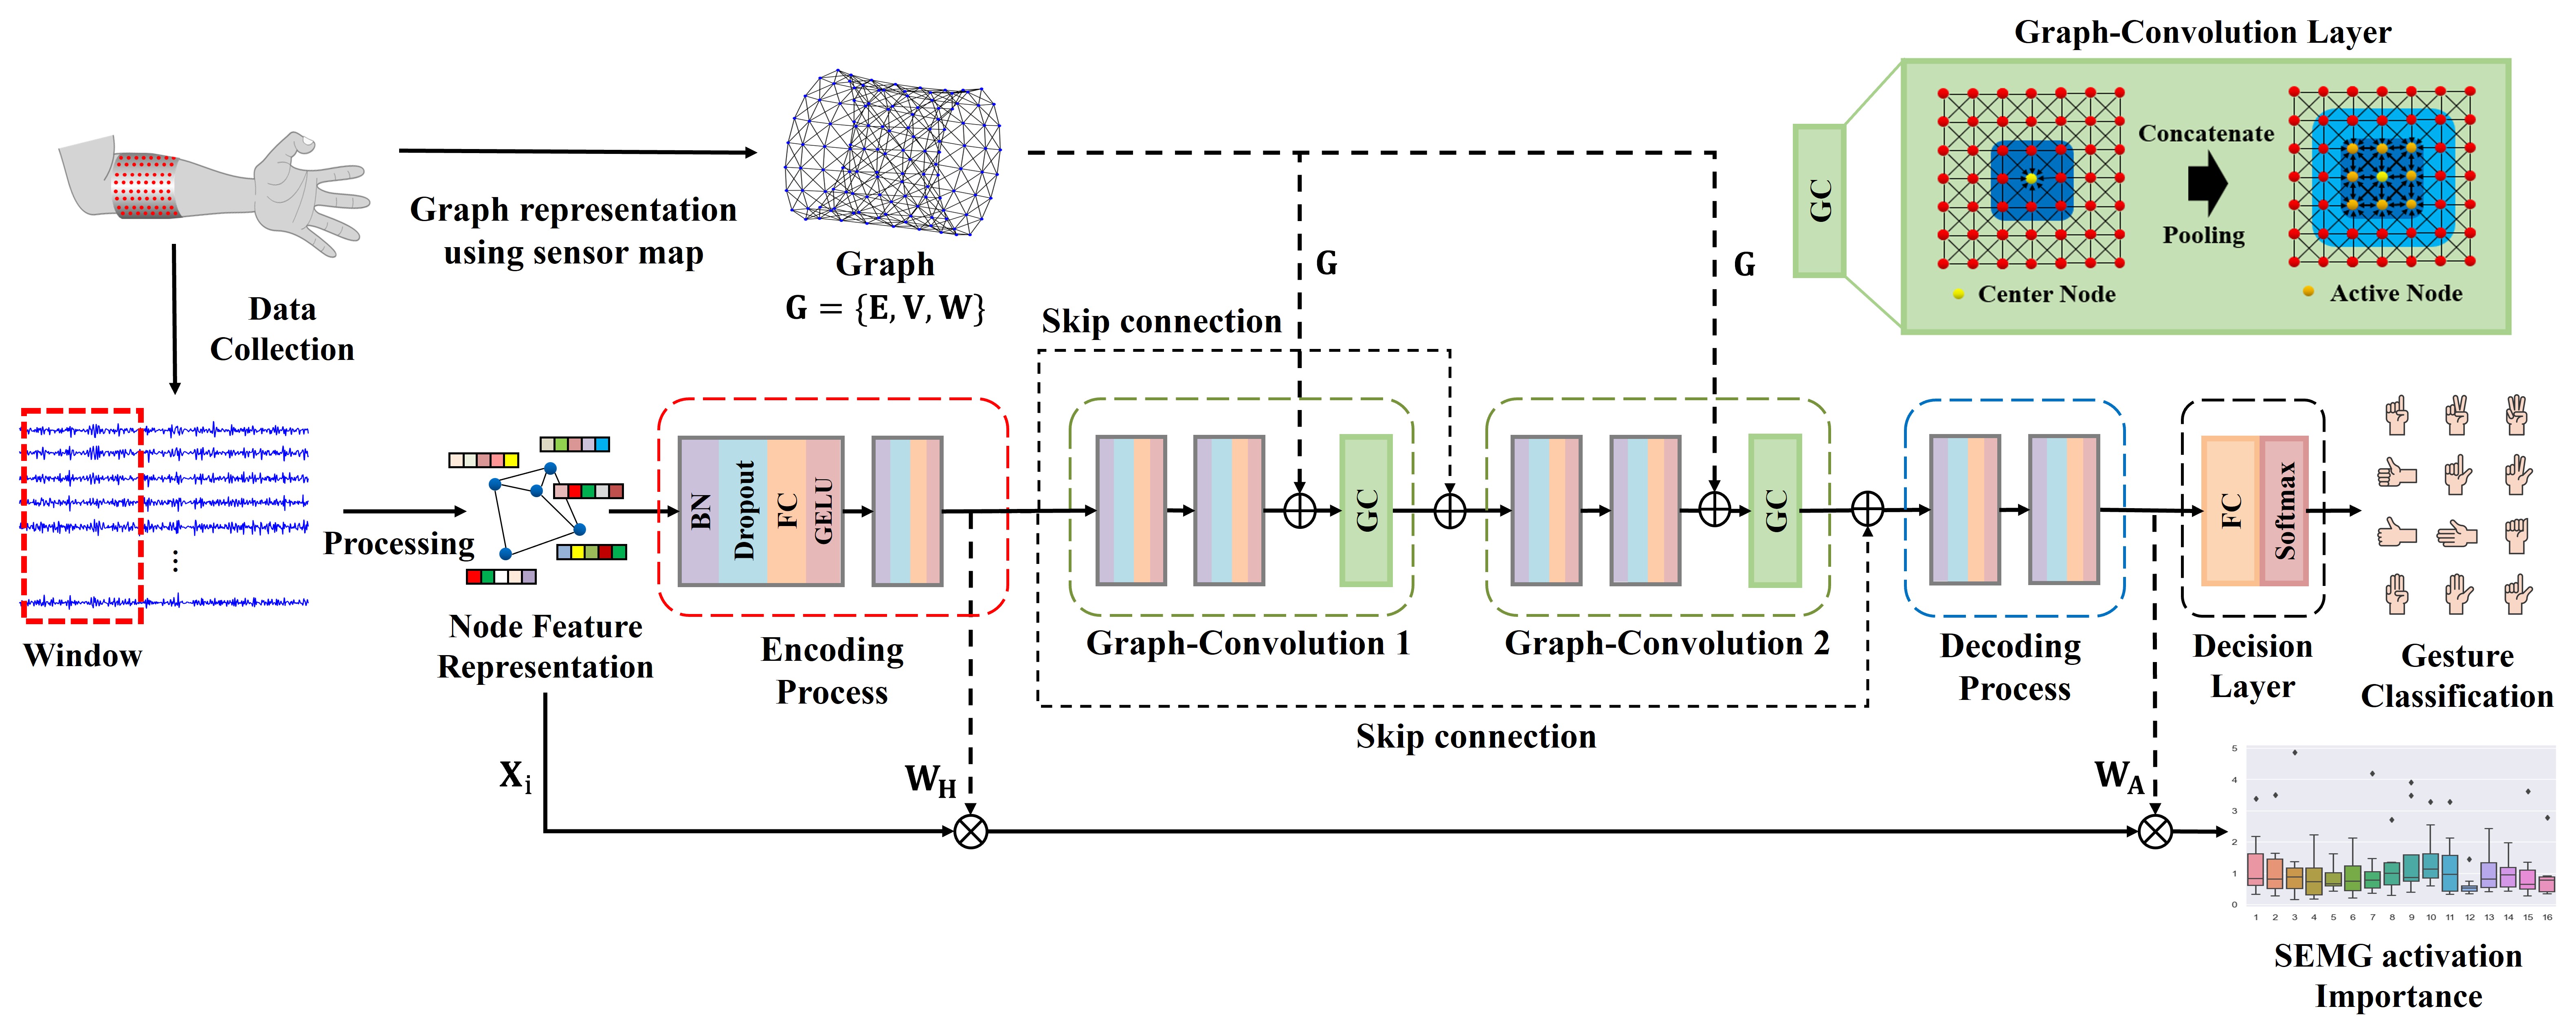 Graph-Convolution Layer
GC
Concatenate
Pooling
Center Node
Active Node
Graph representation
using sensor map
Graph
G = {E, V, W}
G
G
Data
Collection
Skip connection
Window
Processing
Node Feature
Representation
BN
Dropout
FC
GELU
Encoding
Process
GC
Graph-Convolution 1
GC
Graph-Convolution 2
Skip connection
Decoding
Process
FC
Softmax
Decision
Layer
Gesture
Classification
X_i
W_H
W_A
5
4
3
2
1
0
1 2 3 4 5 6 7 8 9 10 11 12 13 14 15 16
SEMG activation
Importance